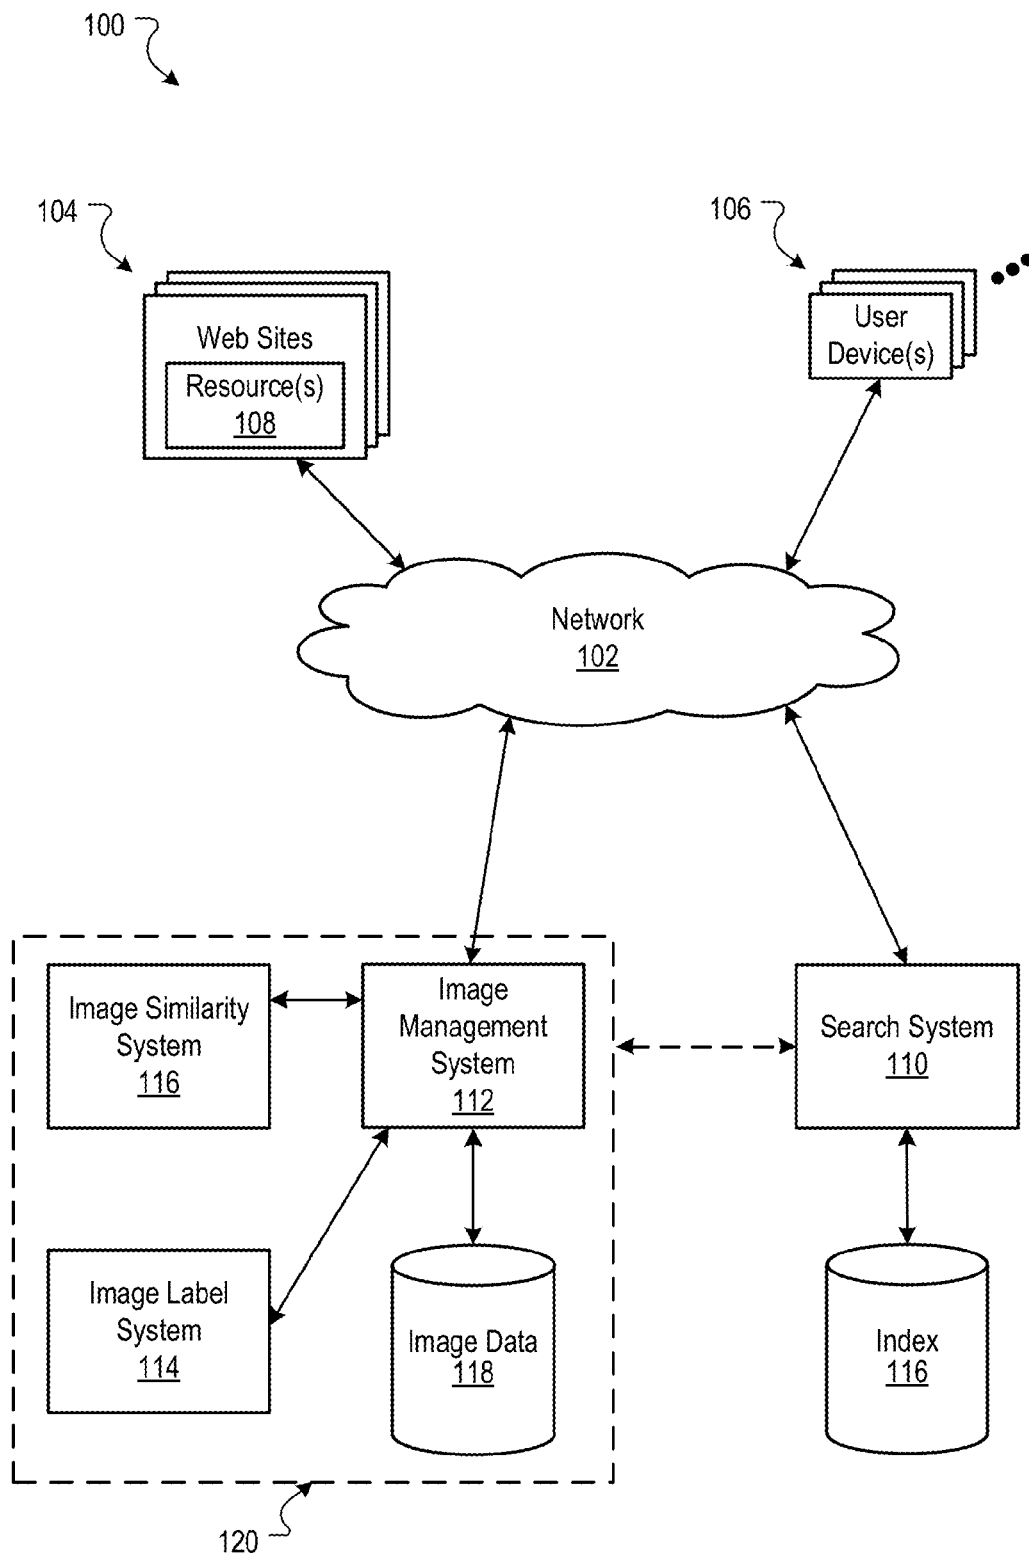 100
104
106
Web Sites
Resource(s)
108
User
Device(s)
Network
102
Image Similarity
System
116
Image
Management
System
112
Search System
110
Image Label
System
114
Image Data
118
Index
116
120